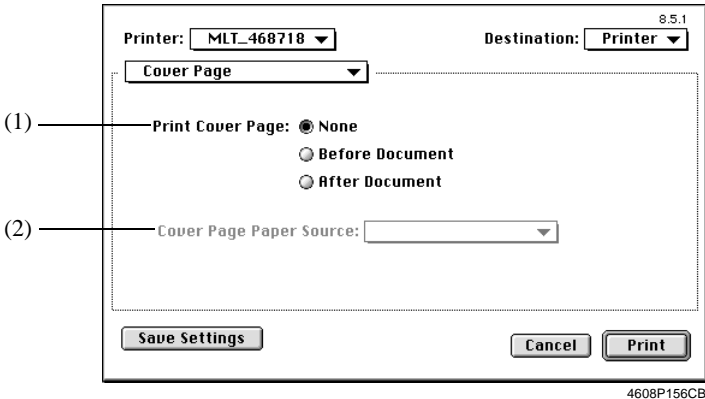 8.5.1
Printer: MLT_468718 Destination: Printer
Cover Page
(1) Print Cover Page: None
Before Document
After Document
(2) Cover Page Paper Source:
Save Settings Cancel Print
4608P156CB